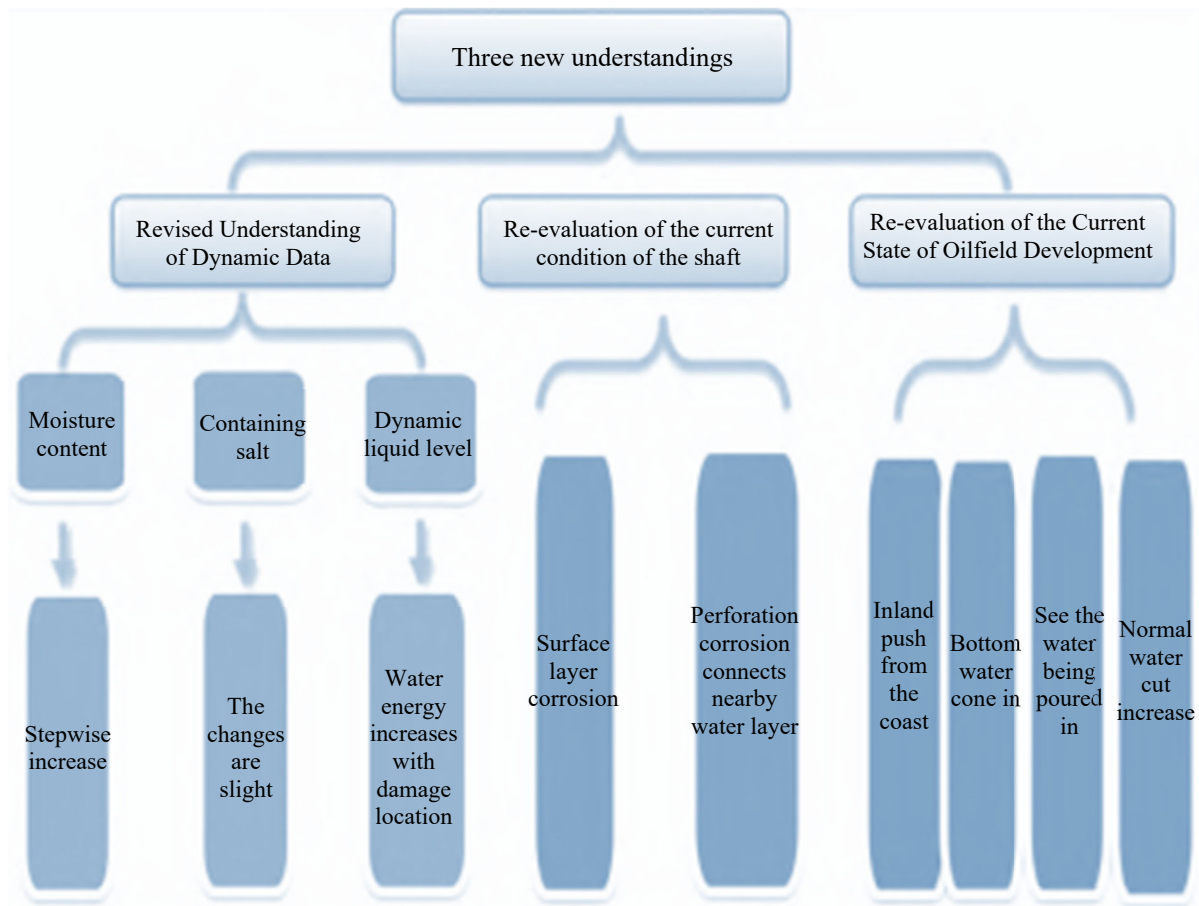 Three new understandings
Revised Understanding
of Dynamic Data
Re-evaluation of the current
condition of the shaft
Re-evaluation of the Current
State of Oilfield Development
Moisture
content
Containing
salt
Dynamic
liquid level
Stepwise
increase
The
changes
are
slight
Water
energy
increases
with
damage
location
Surface
layer
corrosion
Perforation
corrosion
connects
nearby
water layer
Inland
push
from
the
coast
Bottom
water
cone in
See the
water
being
poured
in
Normal
water
cut
increase